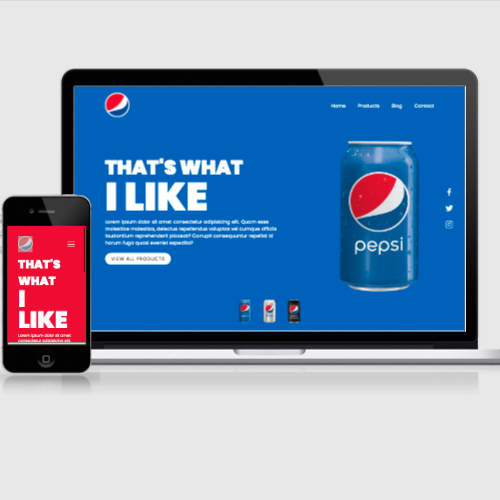 Home Products Blog Contact
THAT'S WHAT
I LIKE
Lorem ipsum dolor sit amet consectetur adipisicing elit. Quam esse
molestiae molestias, delectus repellendus voluptas vel cumque officiis
laudantium reprehenderit placeat? Corrupti consequuntur repellat id
harum fuga quasi eveniet expedita?
VIEW ALL PRODUCTS
pepsi
THAT'S
WHAT
I
LIKE
Lorem ipsum dolor sit amet
consectetur adipisicing elit.